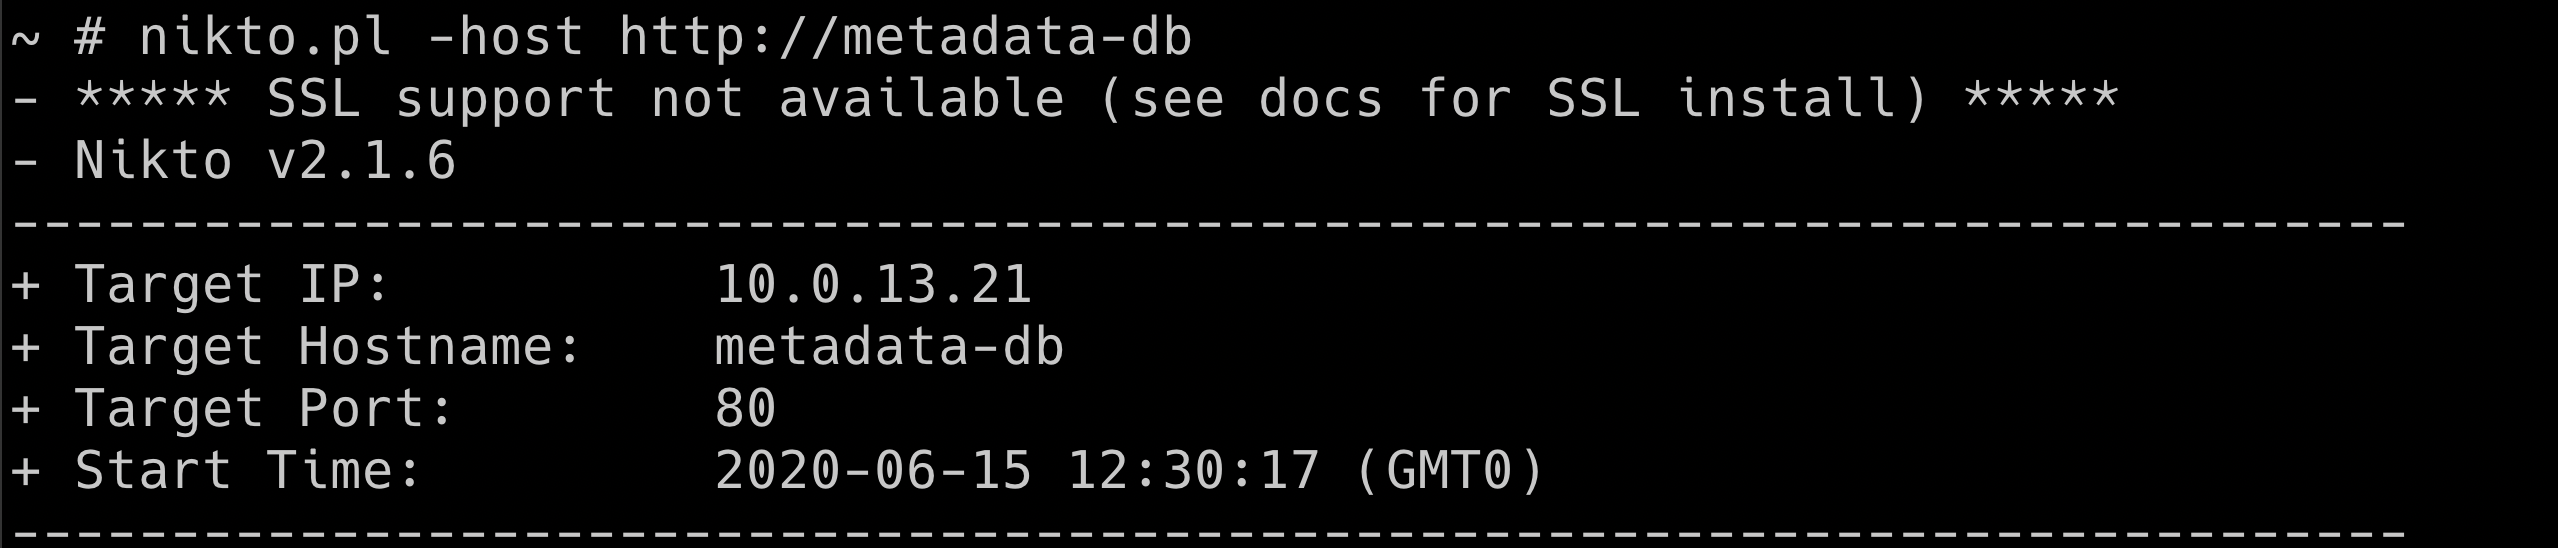 ~ # nikto.pl -host http://metadata-db
- ***** SSL support not available (see docs for SSL install) *****
- Nikto v2.1.6
---------------------------------------------------------------------------
+ Target IP:          10.0.13.21
+ Target Hostname:    metadata-db
+ Target Port:        80
+ Start Time:         2020-06-15 12:30:17 (GMT0)
---------------------------------------------------------------------------